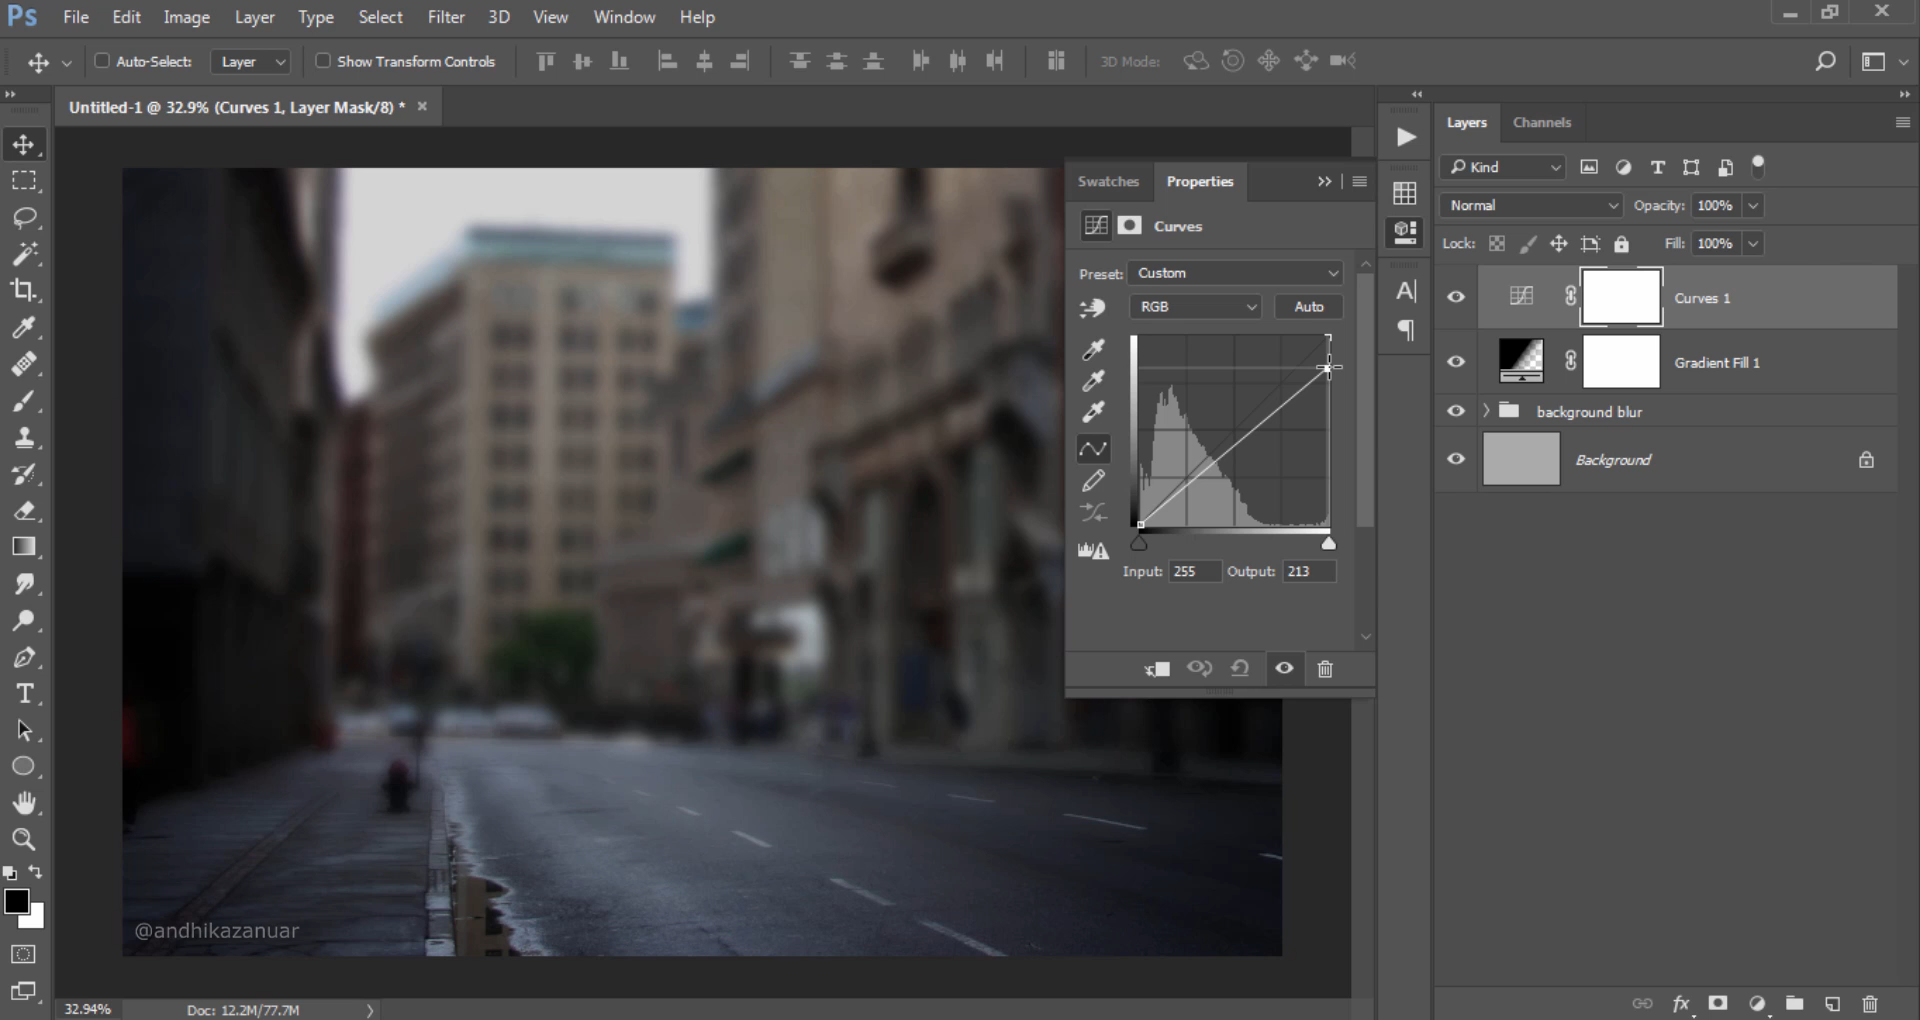 Ps File Edit Image Layer Type Select Filter 3D View Window Help
Auto-Select: Layer Show Transform Controls 3D Mode:
Untitled-1 @ 32.9% (Curves 1, Layer Mask/8) *
Swatches Properties
Curves
Preset: Custom
RGB Auto
Input: 255 Output: 213
Layers Channels
Kind
Normal Opacity: 100%
Lock: Fill: 100%
Curves 1
Gradient Fill 1
background blur
Background
@andhikazanuar
32.94% Doc: 12.2M/77.7M